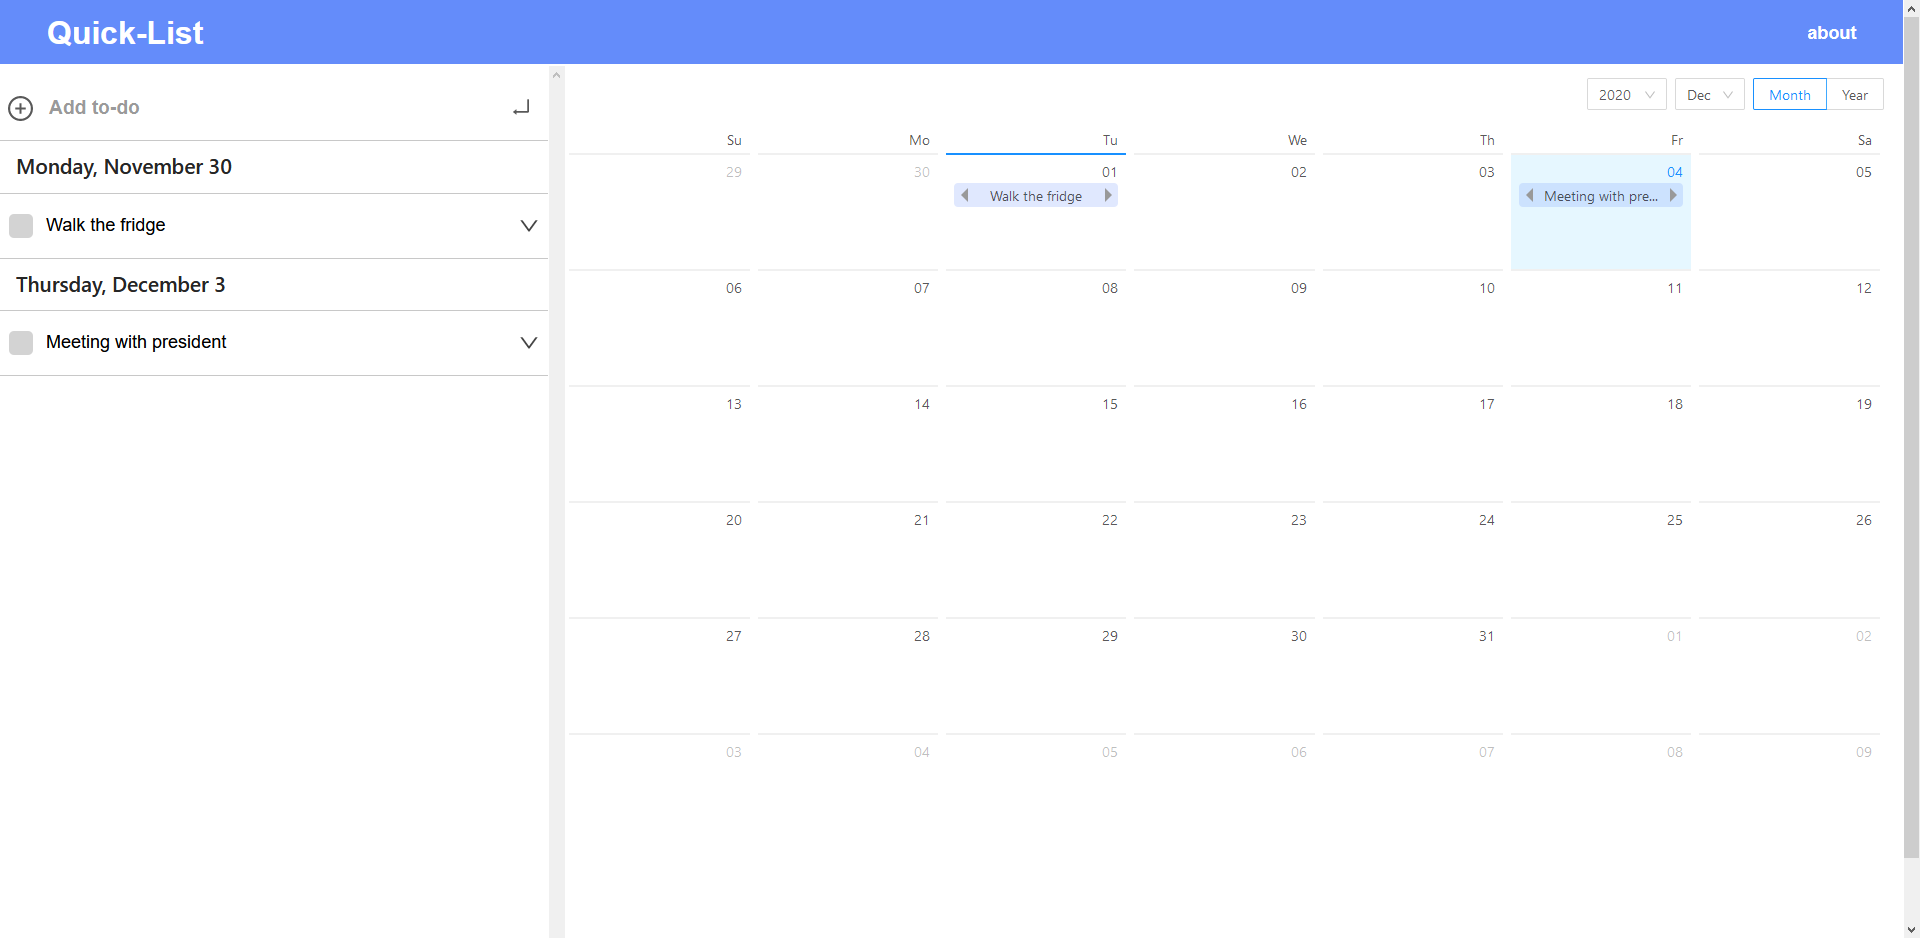 Quick-List
about
Add to-do
Monday, November 30
Walk the fridge
Thursday, December 3
Meeting with president
2020 Dec Month Year
Su Mo Tu We Th Fr Sa
29 30 01 02 03 04 05
Walk the fridge Meeting with pre...
06 07 08 09 10 11 12
13 14 15 16 17 18 19
20 21 22 23 24 25 26
27 28 29 30 31 01 02
03 04 05 06 07 08 09